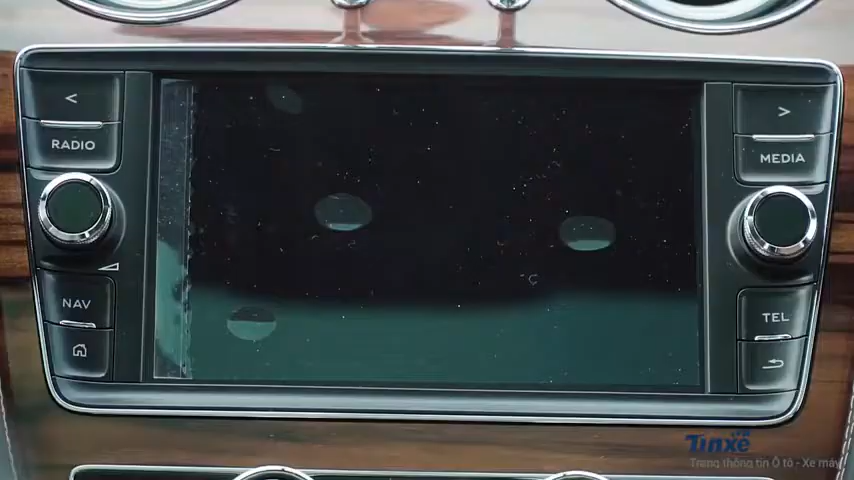 RADIO
MEDIA
NAV
TEL
Tinxe
Trang thông tin Ô tô - Xe máy